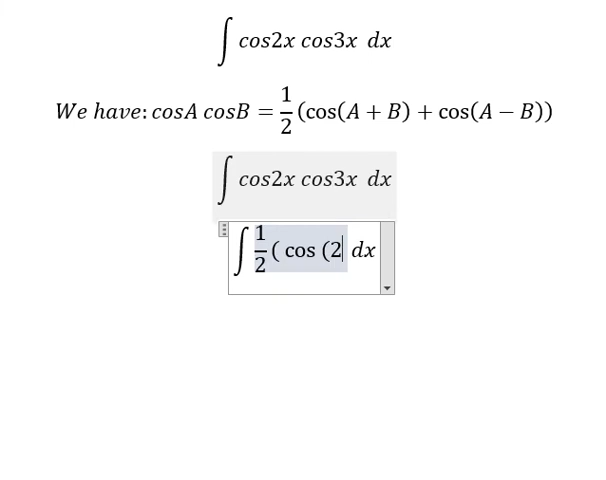 ∫ cos2x cos3x dx
We have: cosA cosB = 1/2 (cos(A + B) + cos(A − B))
∫ cos2x cos3x dx
∫ 1/2 ( cos (2 dx